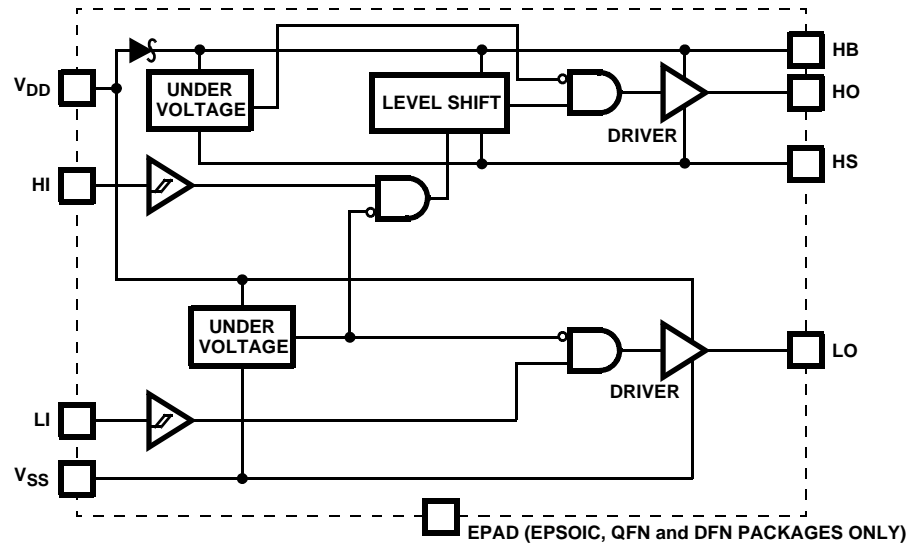 HB
VDD
UNDER
VOLTAGE
LEVEL SHIFT
HO
DRIVER
HI
HS
UNDER
VOLTAGE
LO
DRIVER
LI
VSS
EPAD (EPSOIC, QFN and DFN PACKAGES ONLY)